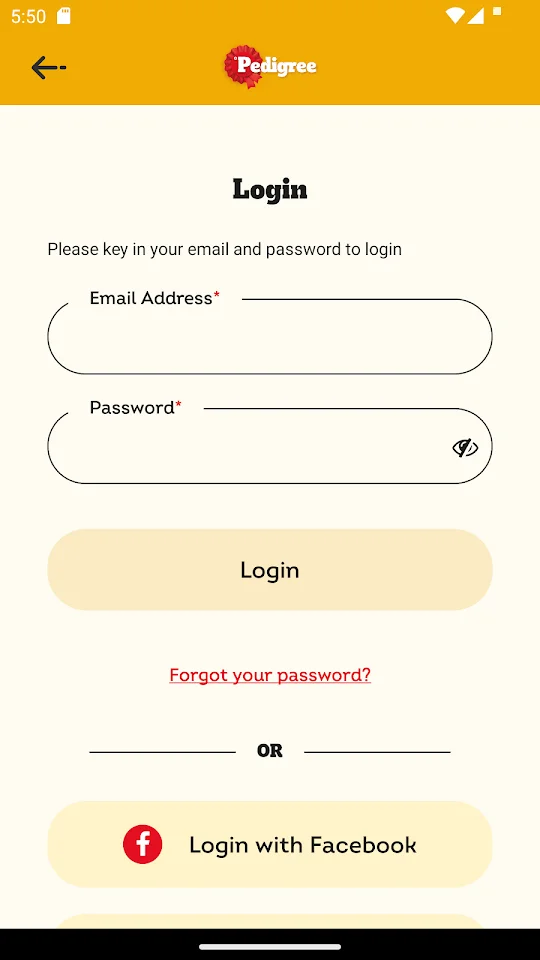 5:50
Pedigree
Login
Please key in your email and password to login
Email Address*
Password*
Login
Forgot your password?
OR
f
Login with Facebook